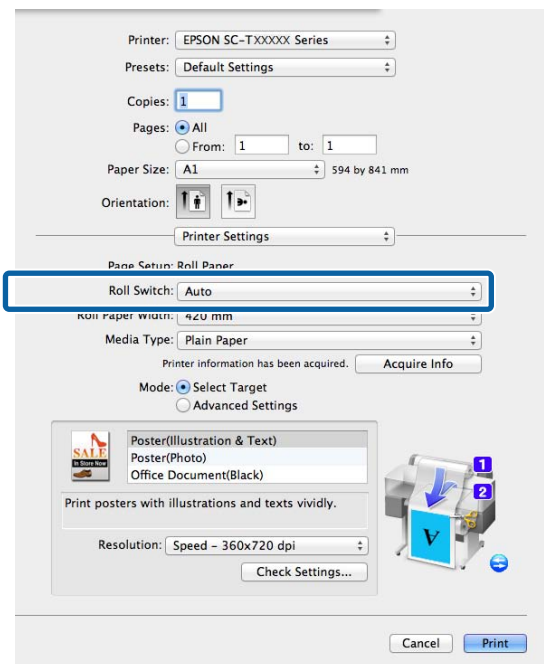 Printer: EPSON SC-TXXXXX Series
Presets: Default Settings
Copies: 1
Pages: All
From: 1 to: 1
Paper Size: A1 594 by 841 mm
Orientation:
Printer Settings
Page Setup: Roll Paper
Roll Switch: Auto
Roll Paper Width: 420 mm
Media Type: Plain Paper
Printer information has been acquired. Acquire Info
Mode: Select Target
Advanced Settings
SALE
In Store Now
Poster(Illustration & Text)
Poster(Photo)
Office Document(Black)
Print posters with illustrations and texts vividly.
Resolution: Speed – 360x720 dpi
Check Settings...
1
2
A
Cancel Print